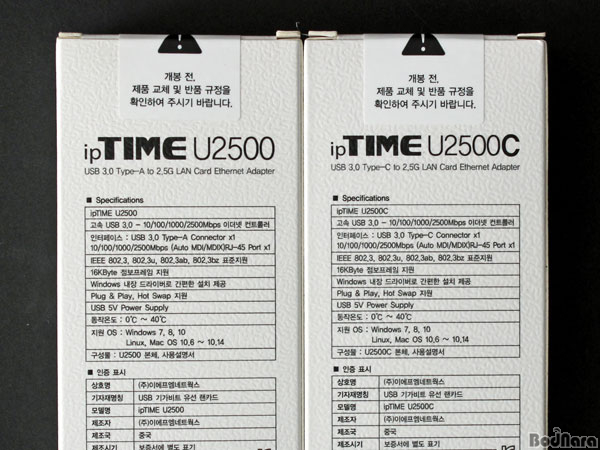 개봉 전,
제품 교체 및 반품 규정을
확인하여 주시기 바랍니다.
ipTIME U2500
USB 3.0 Type-A to 2.5G LAN Card Ethernet Adapter
■ Specifications
ipTIME U2500
고속 USB 3.0 - 10/100/1000/2500Mbps 이더넷 컨트롤러
인터페이스 : USB 3.0 Type-A Connector x1
10/100/1000/2500Mbps (Auto MDI/MDIX)RJ-45 Port x1
IEEE 802.3, 802.3u, 802.3ab, 802.3bz 표준지원
16KByte 점보프레임 지원
Windows 내장 드라이버로 간편한 설치 제공
Plug & Play, Hot Swap 지원
USB 5V Power Supply
동작온도 : 0℃ ~ 40℃
지원 OS : Windows 7, 8, 10
Linux, Mac OS 10.6 ~ 10.14
구성물 : U2500 본체, 사용설명서
■ 인증 표시
상호명 (주)이에프엠네트웍스
기자재명칭 USB 기가비트 유선 랜카드
모델명 ipTIME U2500
제조사 (주)이에프엠네트웍스
제조국 중국
제조시기 보증서에 별도 표기
개봉 전,
제품 교체 및 반품 규정을
확인하여 주시기 바랍니다.
ipTIME U2500C
USB 3.0 Type-C to 2.5G LAN Card Ethernet Adapter
■ Specifications
ipTIME U2500C
고속 USB 3.0 - 10/100/1000/2500Mbps 이더넷 컨트롤러
인터페이스 : USB 3.0 Type-C Connector x1
10/100/1000/2500Mbps (Auto MDI/MDIX)RJ-45 Port x1
IEEE 802.3, 802.3u, 802.3ab, 802.3bz 표준지원
16KByte 점보프레임 지원
Windows 내장 드라이버로 간편한 설치 제공
Plug & Play, Hot Swap 지원
USB 5V Power Supply
동작온도 : 0℃ ~ 40℃
지원 OS : Windows 7, 8, 10
Linux, Mac OS 10.6 ~ 10.14
구성물 : U2500C 본체, 사용설명서
■ 인증 표시
상호명 (주)이에프엠네트웍스
기자재명칭 USB 기가비트 유선 랜카드
모델명 ipTIME U2500C
제조사 (주)이에프엠네트웍스
제조국 중국
제조시기 보증서에 별도 표기
BodNara